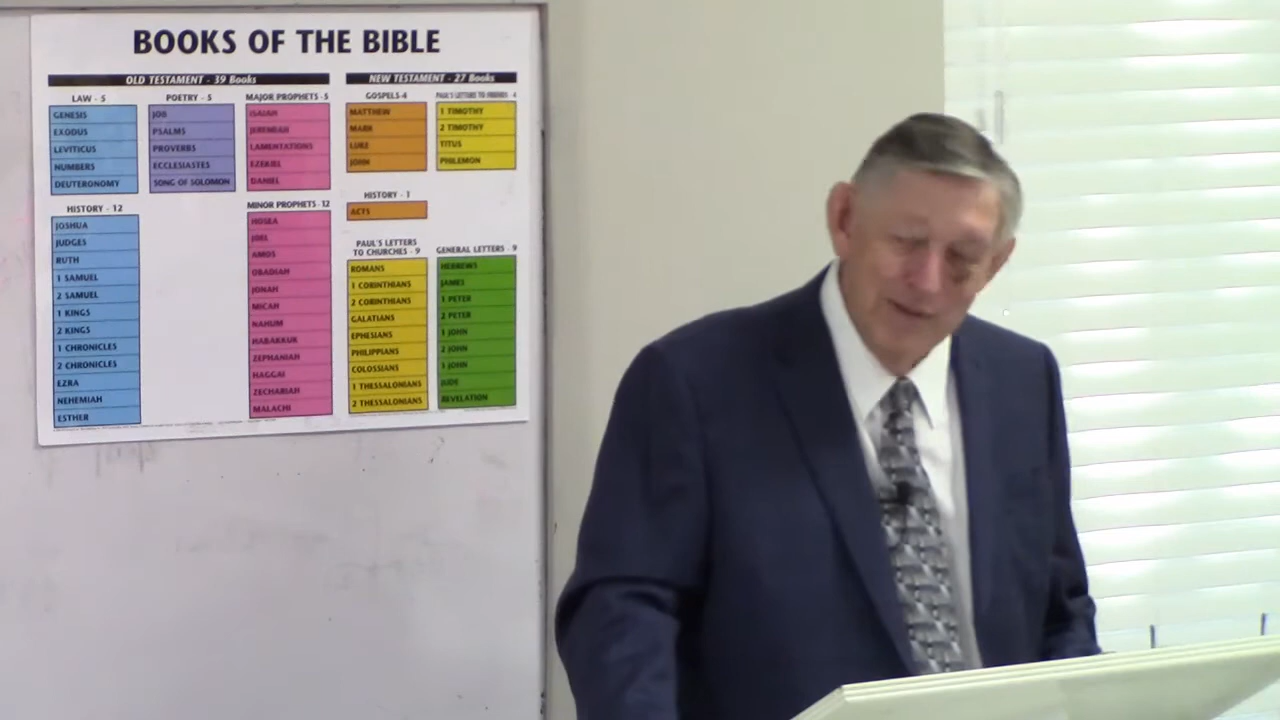 BOOKS OF THE BIBLE
OLD TESTAMENT - 39 Books
LAW - 5
GENESIS
EXODUS
LEVITICUS
NUMBERS
DEUTERONOMY
HISTORY - 12
JOSHUA
JUDGES
RUTH
1 SAMUEL
2 SAMUEL
1 KINGS
2 KINGS
1 CHRONICLES
2 CHRONICLES
EZRA
NEHEMIAH
ESTHER
POETRY - 5
JOB
PSALMS
PROVERBS
ECCLESIASTES
SONG OF SOLOMON
MAJOR PROPHETS - 5
ISAIAH
JEREMIAH
LAMENTATIONS
EZEKIEL
DANIEL
MINOR PROPHETS - 12
HOSEA
JOEL
AMOS
OBADIAH
JONAH
MICAH
NAHUM
HABAKKUK
ZEPHANIAH
HAGGAI
ZECHARIAH
MALACHI
NEW TESTAMENT - 27 Books
GOSPELS - 4
MATTHEW
MARK
LUKE
JOHN
HISTORY - 1
ACTS
PAUL'S LETTERS
TO CHURCHES - 9
ROMANS
1 CORINTHIANS
2 CORINTHIANS
GALATIANS
EPHESIANS
PHILIPPIANS
COLOSSIANS
1 THESSALONIANS
2 THESSALONIANS
PAUL'S LETTERS TO FRIENDS - 4
1 TIMOTHY
2 TIMOTHY
TITUS
PHILEMON
GENERAL LETTERS - 9
HEBREWS
JAMES
1 PETER
2 PETER
1 JOHN
2 JOHN
3 JOHN
JUDE
REVELATION